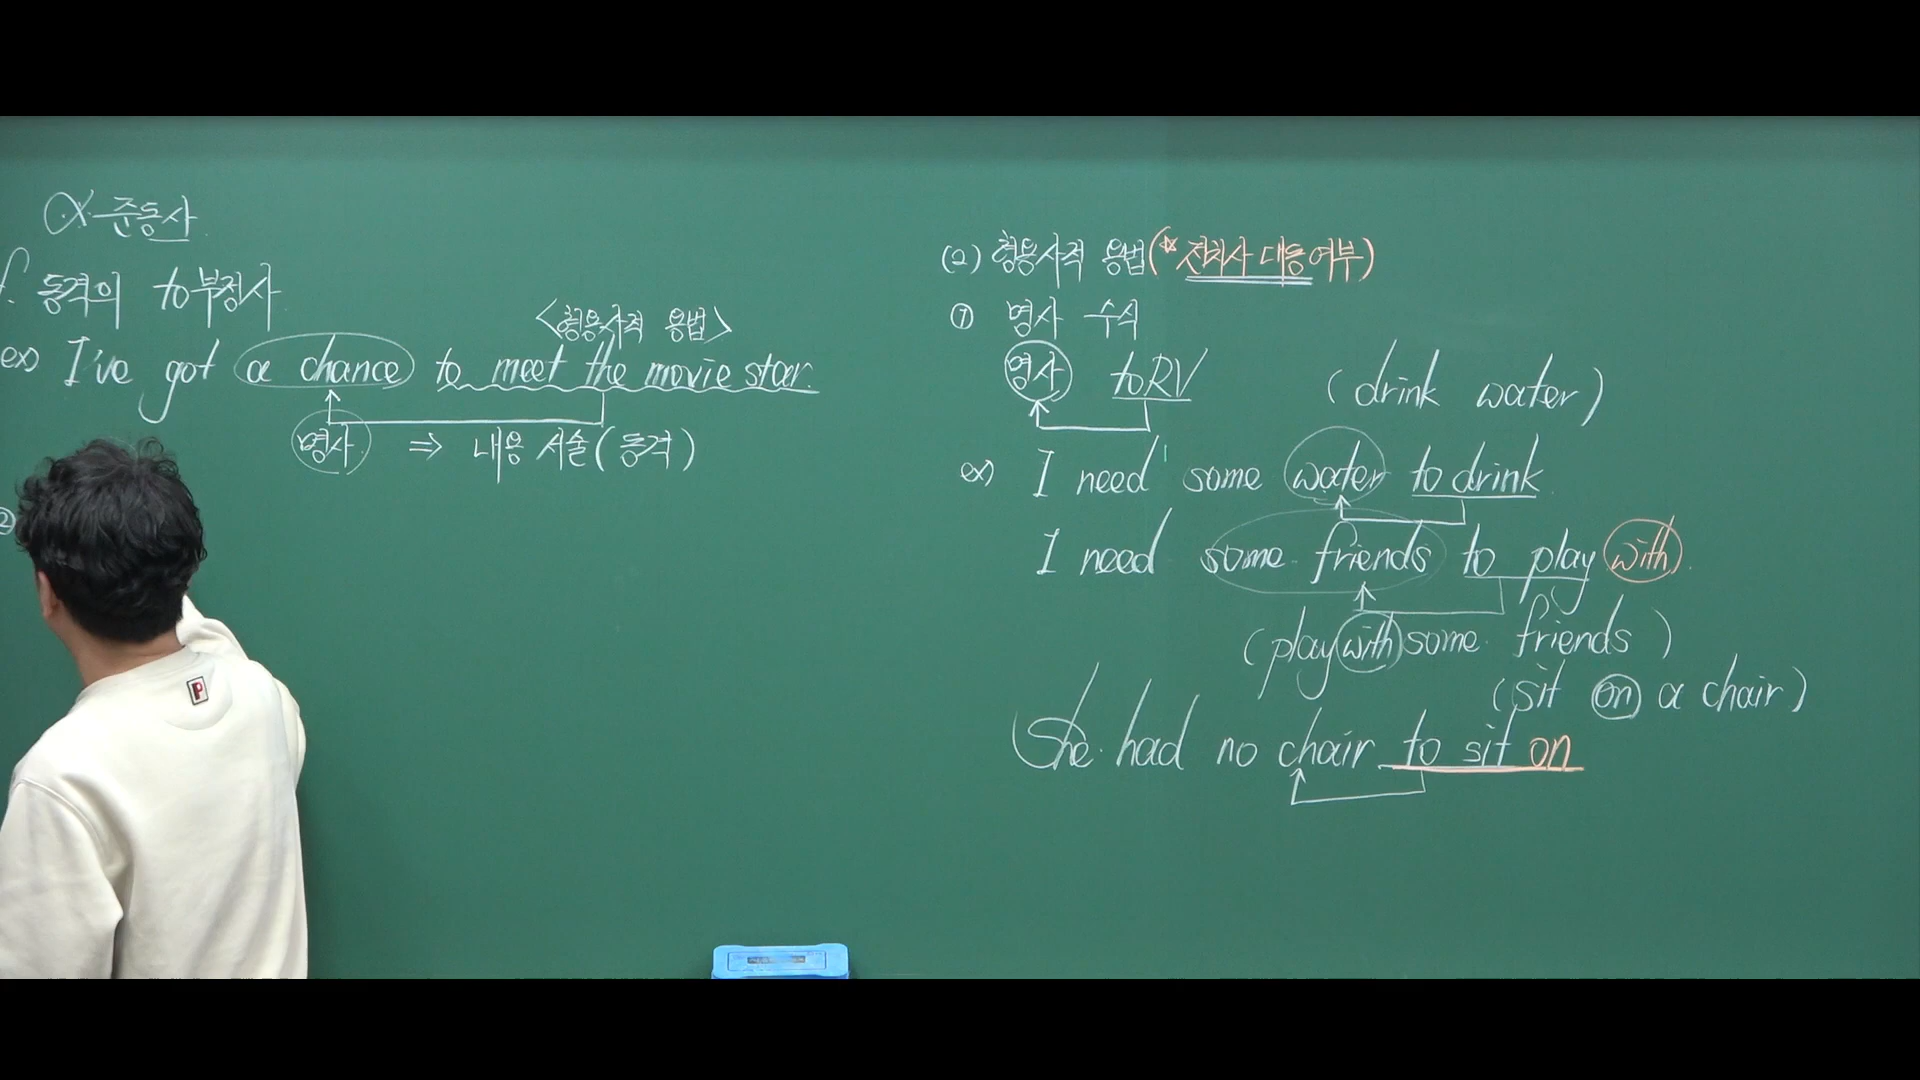 α. 준동사
f. 동격의 to부정사
<형용사적 용법>
ex) I've got a chance to meet the movie star.
명사 ⇒ 내용 서술(동격)
②
P
(2) 형용사적 용법(* 전치사 대동여부)
① 명사 수식
명사 toRV
(drink water)
ex) I need some water to drink.
I need some friends to play with.
(play with some friends)
(sit on a chair)
She had no chair to sit on